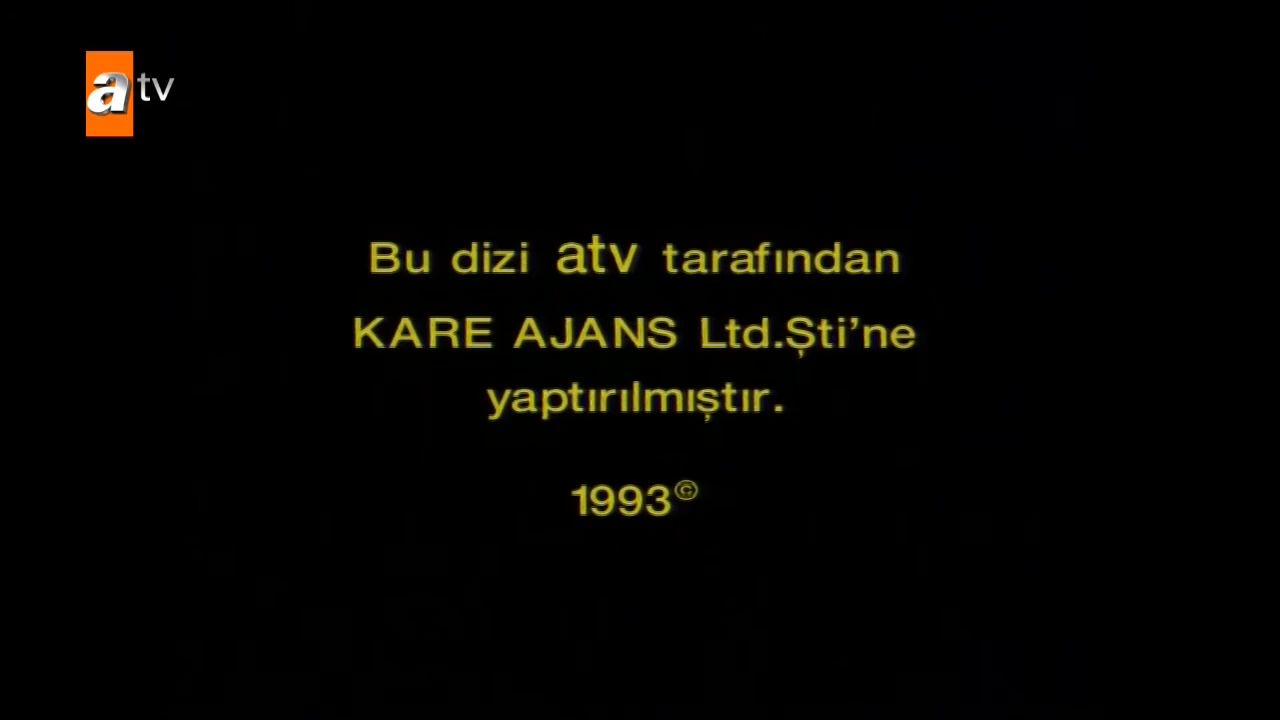 atv
Bu dizi atv tarafından
KARE AJANS Ltd.Şti’ne
yaptırılmıştır.
1993©